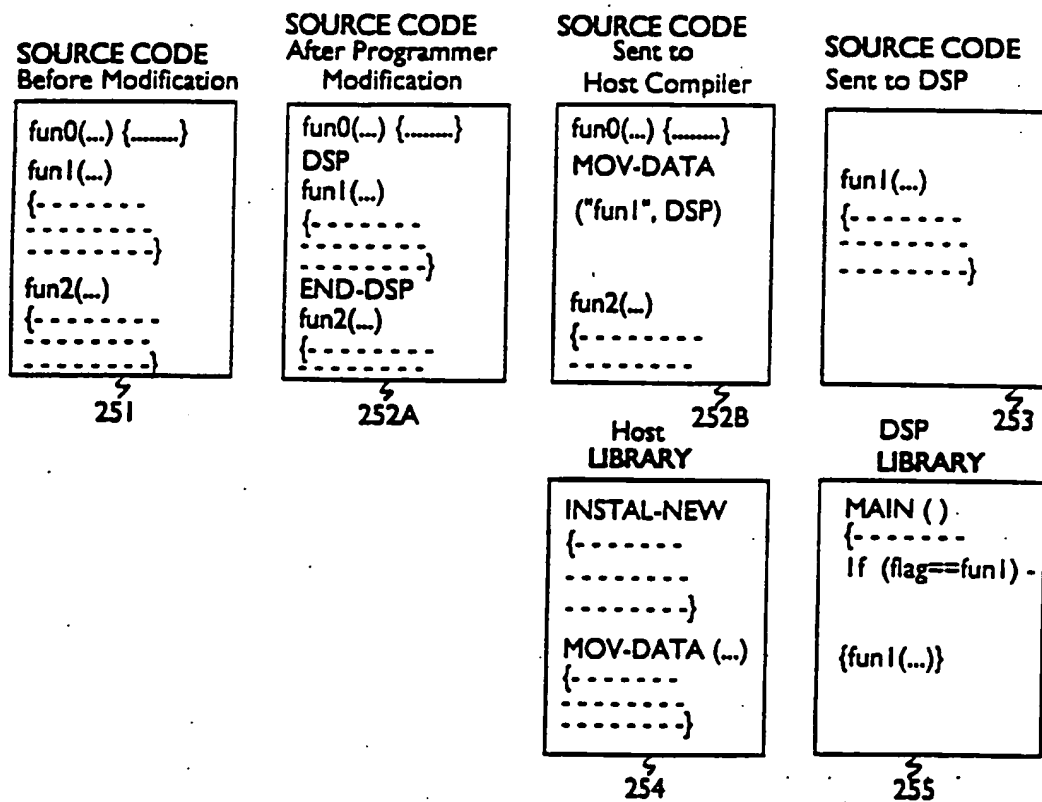 SOURCE CODE
Before Modification
fun0(...) {........}
fun1(...)
{- - - - - - -
- - - - - - - - -
- - - - - - - - -}
fun2(...)
{- - - - - - - -
- - - - - - - - -
- - - - - - - - -}
251
SOURCE CODE
After Programmer
Modification
fun0(...) {........}
DSP
fun1(...)
{- - - - - - -
- - - - - - - - -
- - - - - - - - -}
END-DSP
fun2(...)
{- - - - - - - -
- - - - - - - -
252A
SOURCE CODE
Sent to
Host Compiler
fun0(...) {........}
MOV-DATA
("fun1", DSP)
fun2(...)
{- - - - - - - -
- - - - - - - -
252B
SOURCE CODE
Sent to DSP
fun1(...)
{- - - - - - -
- - - - - - - - -
- - - - - - - - -}
253
Host
LIBRARY
INSTAL-NEW
{- - - - - - -
- - - - - - - -
- - - - - - - -}
MOV-DATA (...)
{- - - - - - -
- - - - - - - -
- - - - - - - -}
254
DSP
LIBRARY
MAIN ( )
{- - - - - - -
If (flag==fun1) -
{fun1(...)}
255